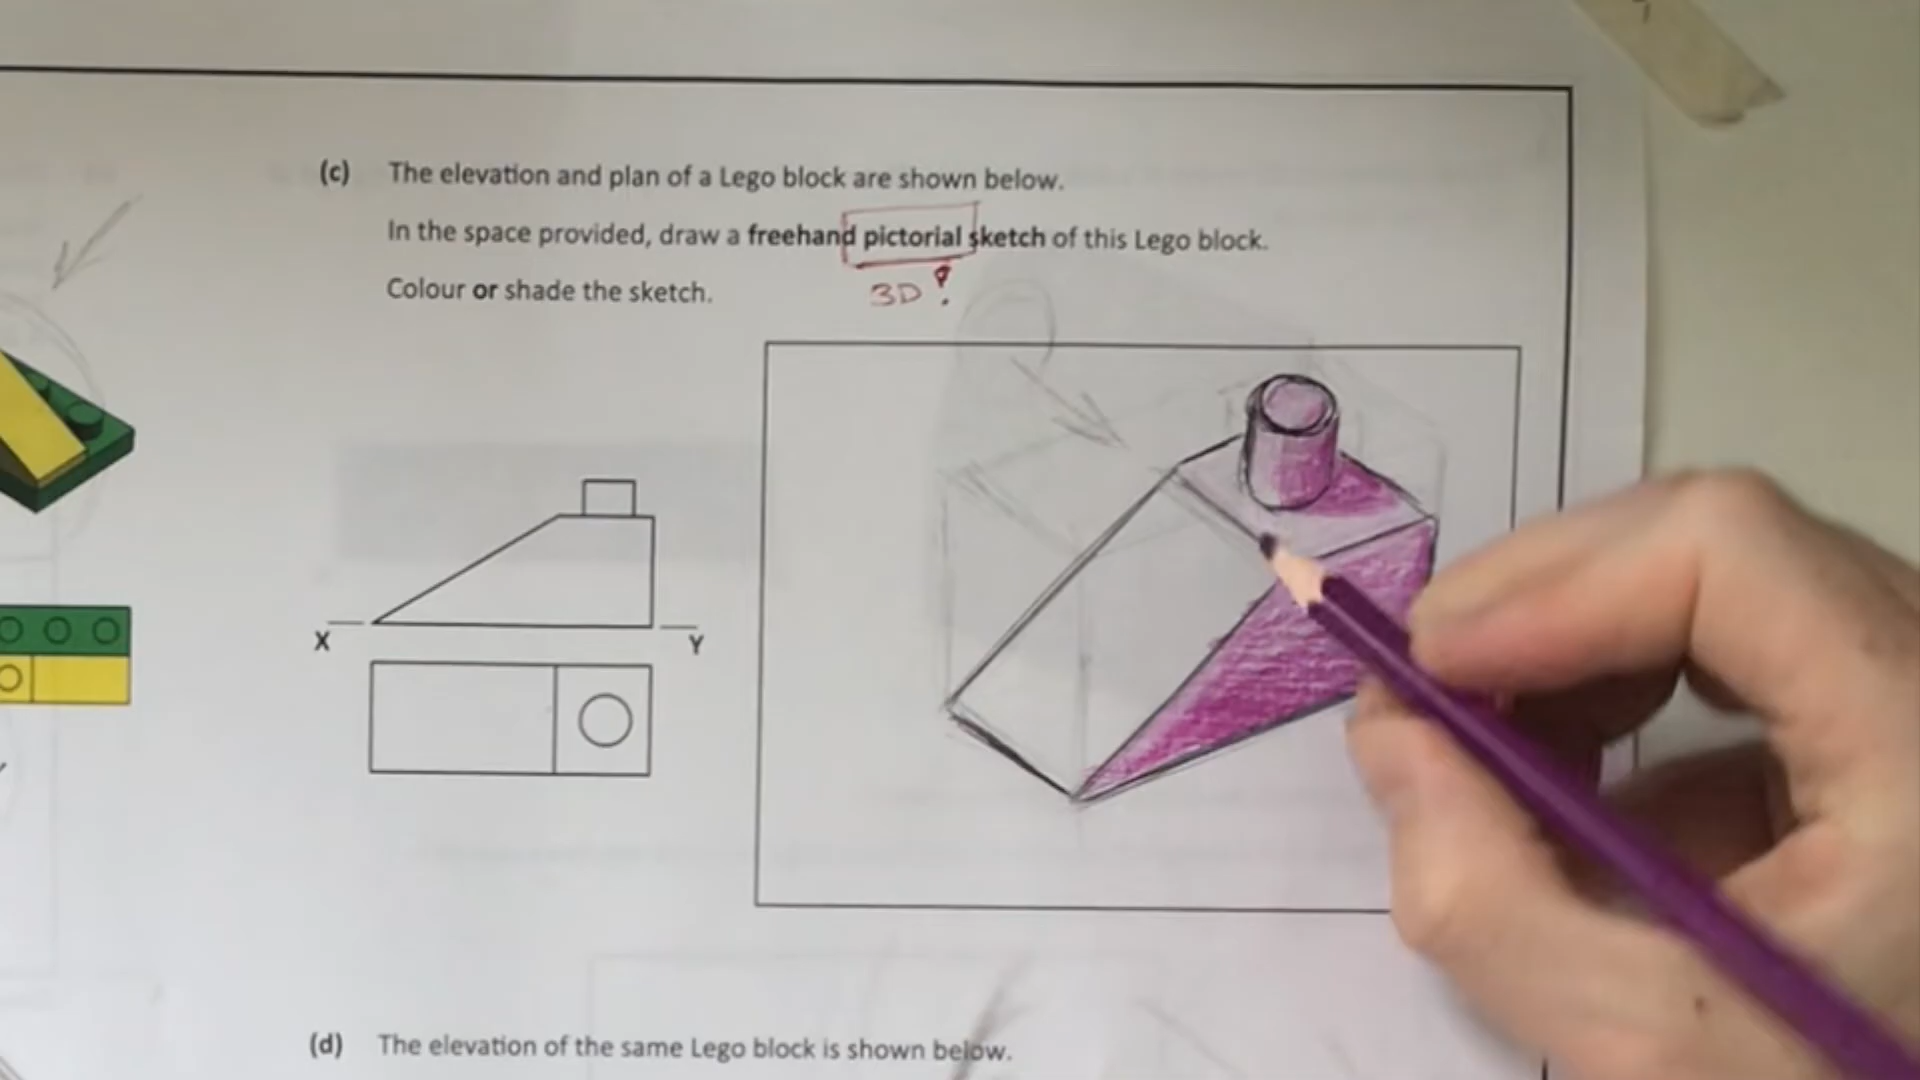 (c) The elevation and plan of a Lego block are shown below.
In the space provided, draw a freehand pictorial sketch of this Lego block.
3D!
Colour or shade the sketch.
X
Y
(d) The elevation of the same Lego block is shown below.